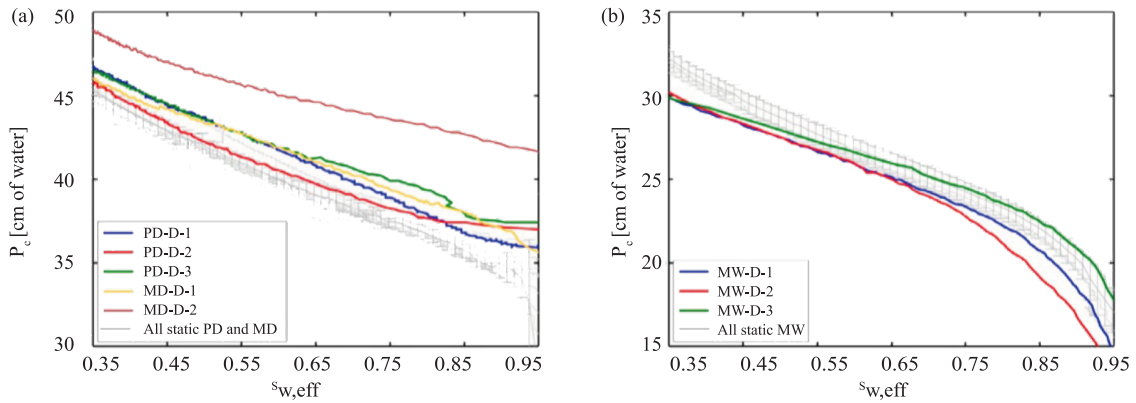 (a)
50
45
40
35
30
P_c [cm of water]
PD-D-1
PD-D-2
PD-D-3
MD-D-1
MD-D-2
All static PD and MD
0.35 0.45 0.55 0.65 0.75 0.85 0.95
Sw,eff
(b)
35
30
25
20
15
P_c [cm of water]
MW-D-1
MW-D-2
MW-D-3
All static MW
0.35 0.45 0.55 0.65 0.75 0.85 0.95
Sw,eff